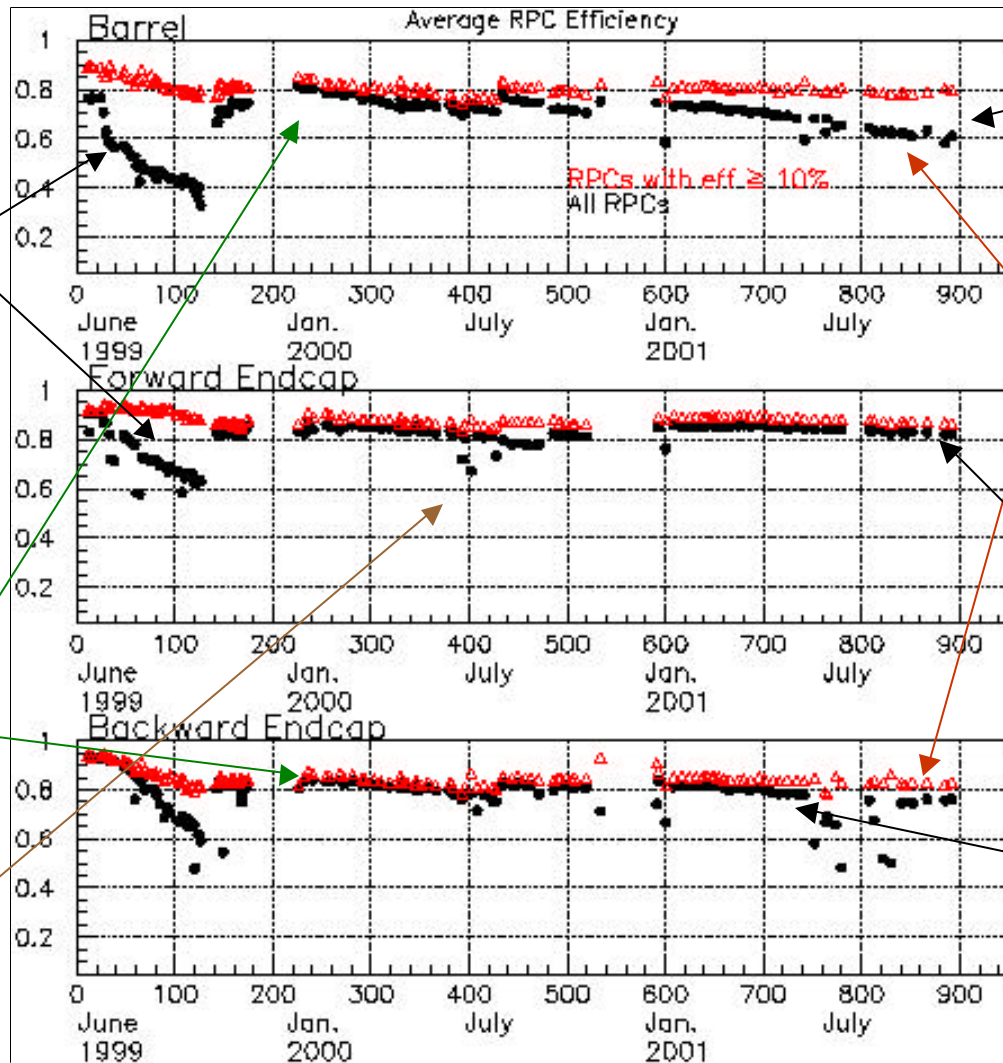 Average RPC Efficiency
Barrel
1
0.8
0.6
0.4
0.2
RPCs with eff ≥ 10%
All RPCs
0 100 200 300 400 500 600 700 800 900
June Jan. July Jan. July
1999 2000 2001
Forward Endcap
1
0.8
0.6
0.4
0.2
0 100 200 300 400 500 600 700 800 900
June Jan. July Jan. July
1999 2000 2001
Backward Endcap
1
0.8
0.6
0.4
0.2
0 100 200 300 400 500 600 700 800 900
June Jan. July Jan. July
1999 2000 2001